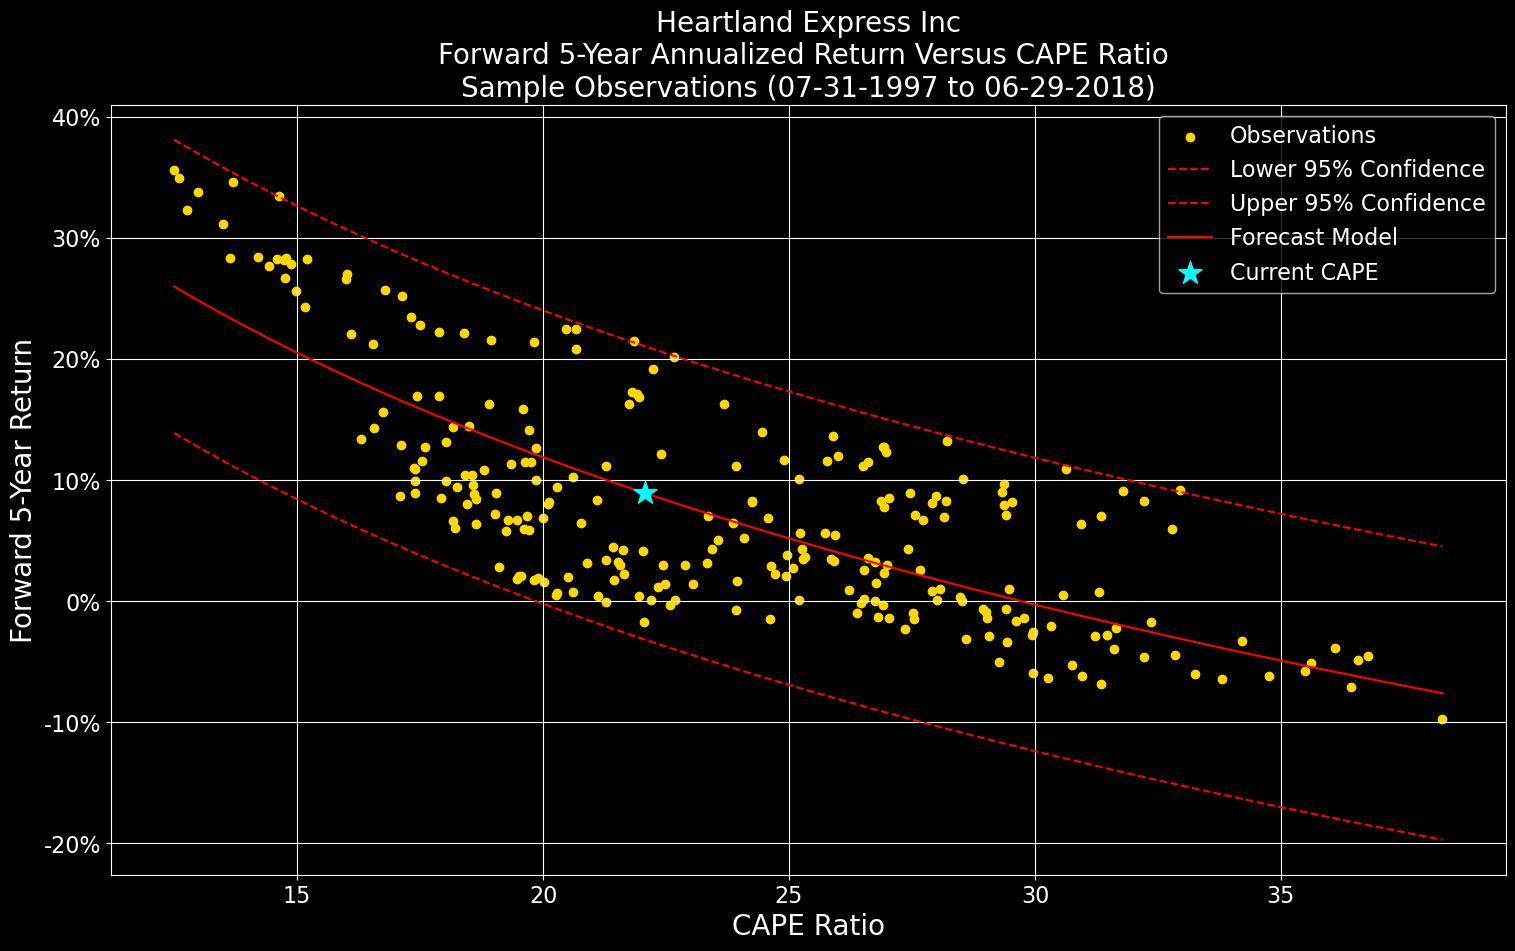 Heartland Express Inc
Forward 5-Year Annualized Return Versus CAPE Ratio
Sample Observations (07-31-1997 to 06-29-2018)
Observations
Lower 95% Confidence
Upper 95% Confidence
Forecast Model
Current CAPE
Forward 5-Year Return
40%
30%
20%
10%
0%
-10%
-20%
15 20 25 30 35
CAPE Ratio